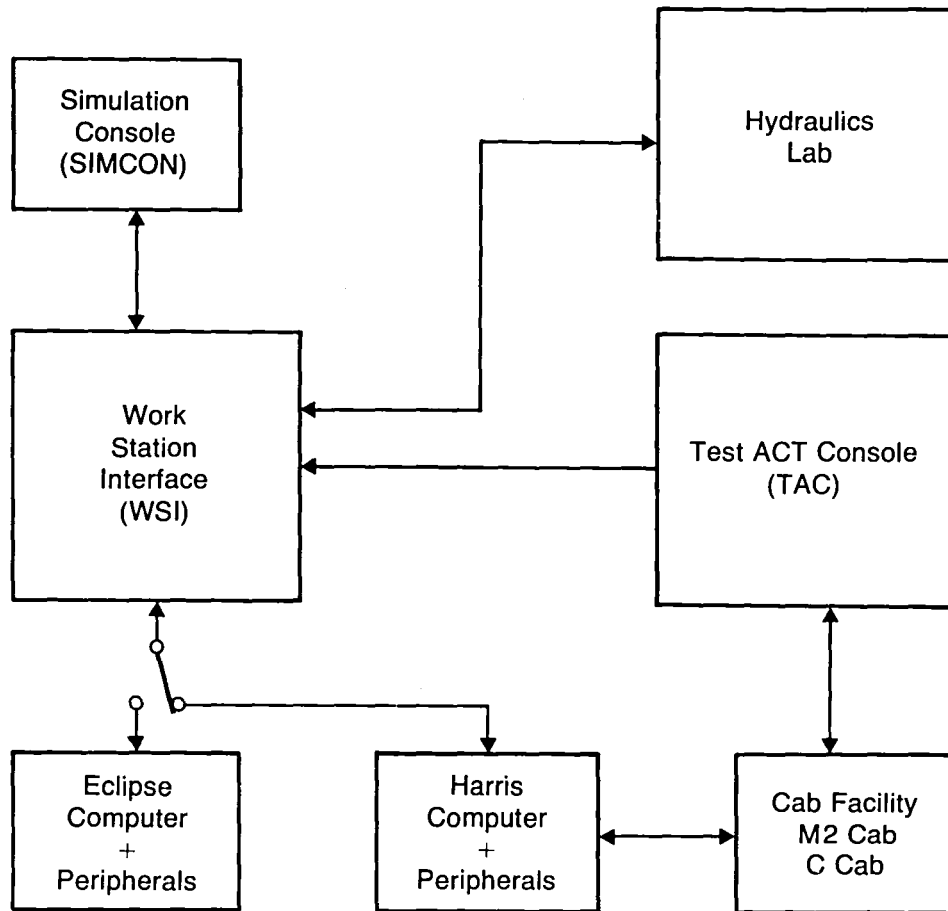 Simulation
Console
(SIMCON)
Hydraulics
Lab
Work
Station
Interface
(WSI)
Test ACT Console
(TAC)
Eclipse
Computer
+
Peripherals
Harris
Computer
+
Peripherals
Cab Facility
M2 Cab
C Cab